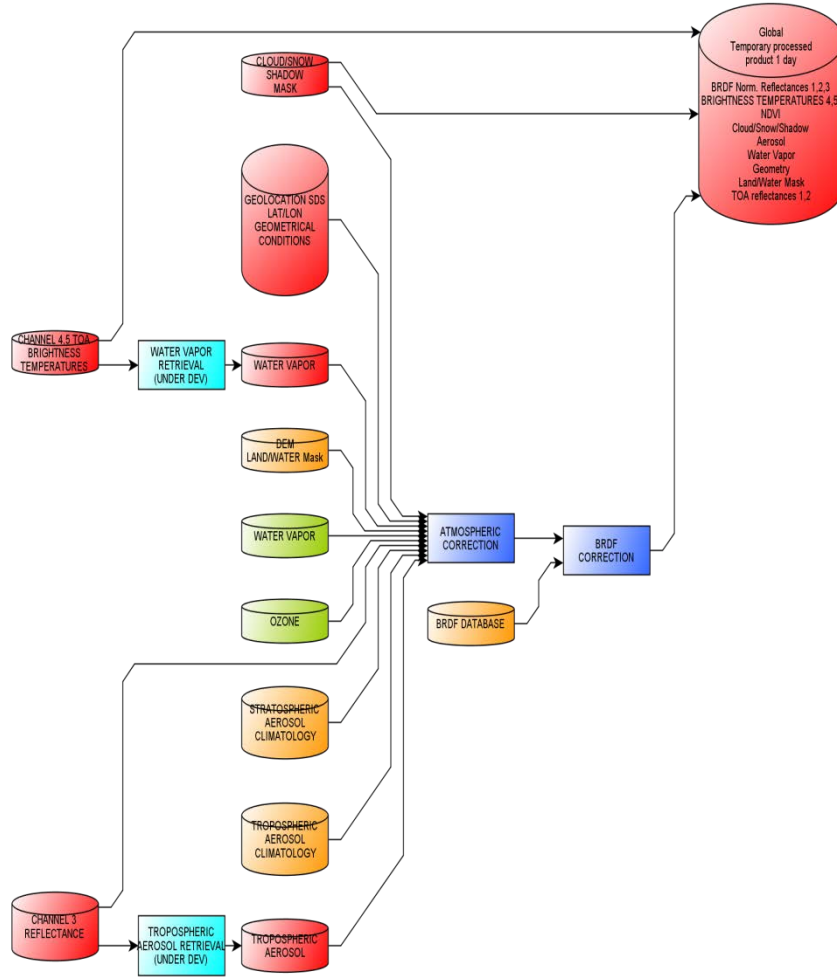 Global
Temporary processed
product 1 day
BRDF Norm. Reflectances 1,2,3
BRIGHTNESS TEMPERATURES 4,5
NDVI
Cloud/Snow/Shadow
Aerosol
Water Vapor
Geometry
Land/Water Mask
TOA reflectances 1,2
CLOUD/SNOW
SHADOW
MASK
GEOLOCATION SDS
LAT/LON
GEOMETRICAL
CONDITIONS
CHANNEL 4,5 TOA
BRIGHTNESS
TEMPERATURES
WATER VAPOR
RETRIEVAL
(UNDER DEV)
WATER VAPOR
DEM
LAND/WATER Mask
WATER VAPOR
ATMOSPHERIC
CORRECTION
BRDF
CORRECTION
OZONE
BRDF DATABASE
STRATOSPHERIC
AEROSOL
CLIMATOLOGY
TROPOSPHERIC
AEROSOL
CLIMATOLOGY
CHANNEL 3
REFLECTANCE
TROPOSPHERIC
AEROSOL RETRIEVAL
(UNDER DEV)
TROPOSPHERIC
AEROSOL